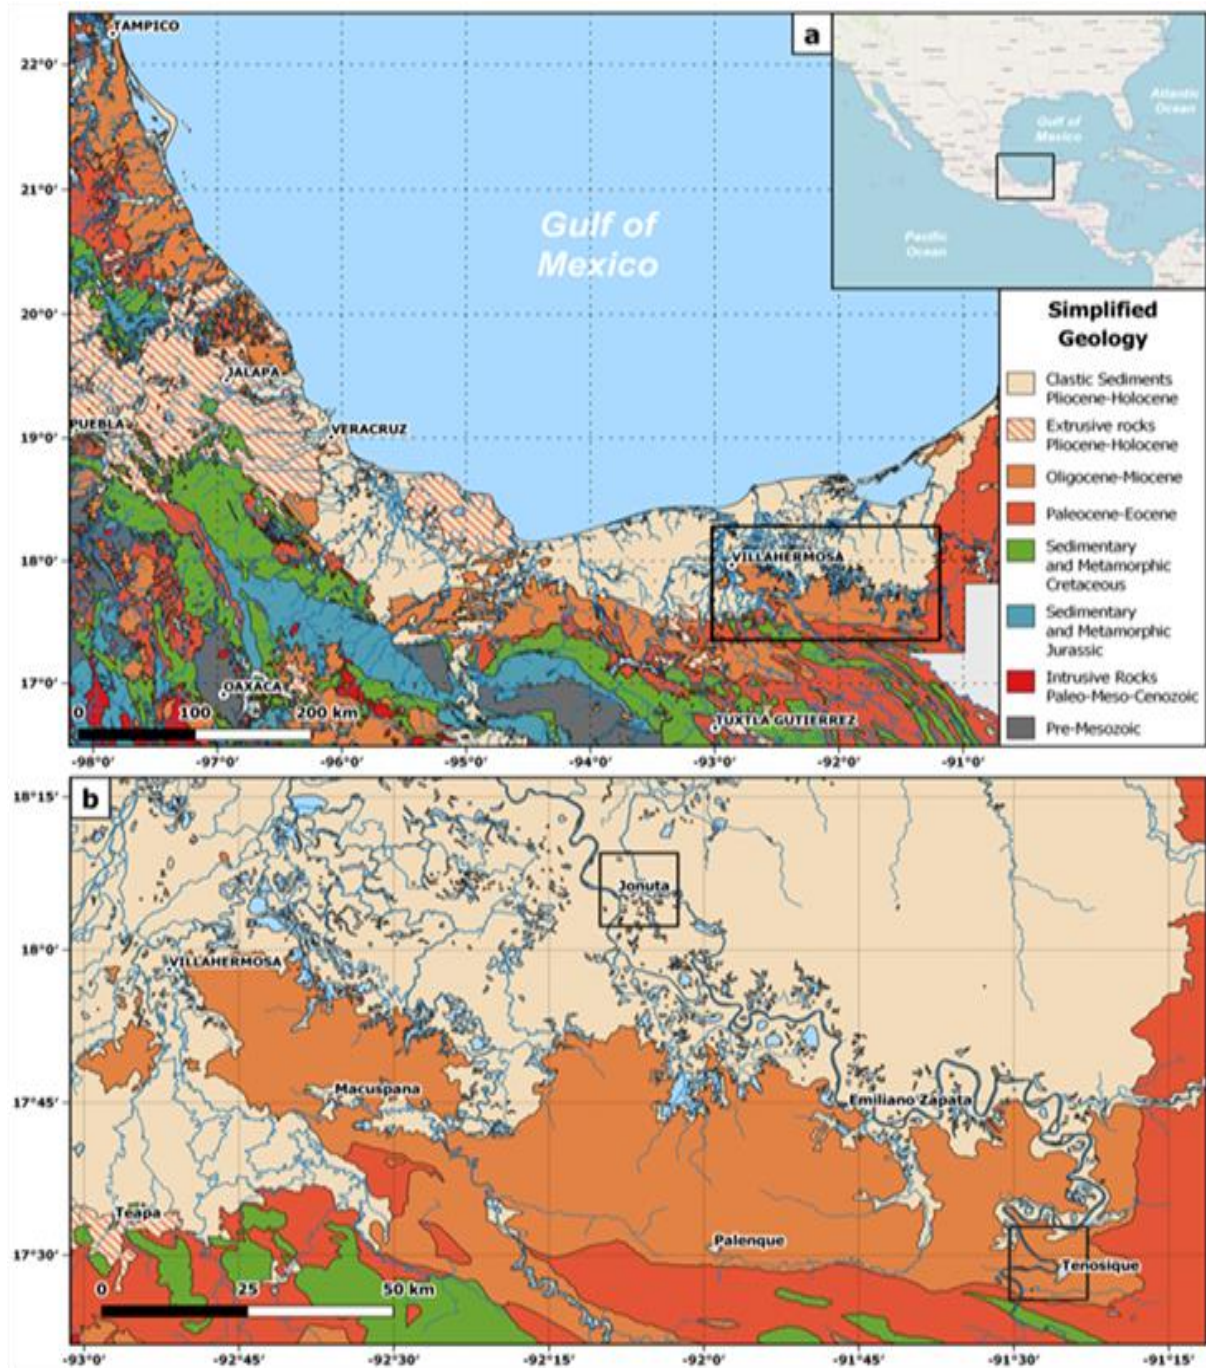 TAMPICO
a
22°0'
21°0'
20°0'
19°0'
18°0'
17°0'
Gulf of
Mexico
Gulf of
Mexico
Atlantic
Ocean
Pacific
Ocean
JALAPA
PUEBLA
VERACRUZ
VILLAHERMOSA
OAXACA
TUXTLA GUTIERREZ
0 100 200 km
-98°0' -97°0' -96°0' -95°0' -94°0' -93°0' -92°0' -91°0'
Simplified
Geology
Clastic Sediments
Pliocene-Holocene
Extrusive rocks
Pliocene-Holocene
Oligocene-Miocene
Paleocene-Eocene
Sedimentary
and Metamorphic
Cretaceous
Sedimentary
and Metamorphic
Jurassic
Intrusive Rocks
Paleo-Meso-Cenozoic
Pre-Mesozoic
b
18°15'
18°0'
17°45'
17°30'
Jonuta
VILLAHERMOSA
Macuspana
Emiliano Zapata
Teapa
Palenque
Tenosique
0 25 50 km
-93°0' -92°45' -92°30' -92°15' -92°0' -91°45' -91°30' -91°15'